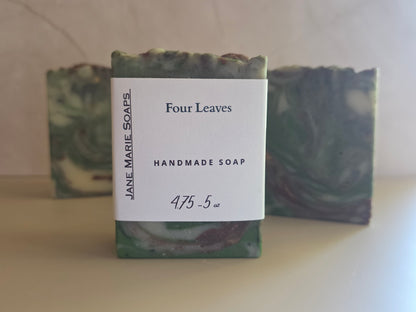 JANE MARIE SOAPS
Four Leaves
HANDMADE SOAP
4.75 - 5 oz